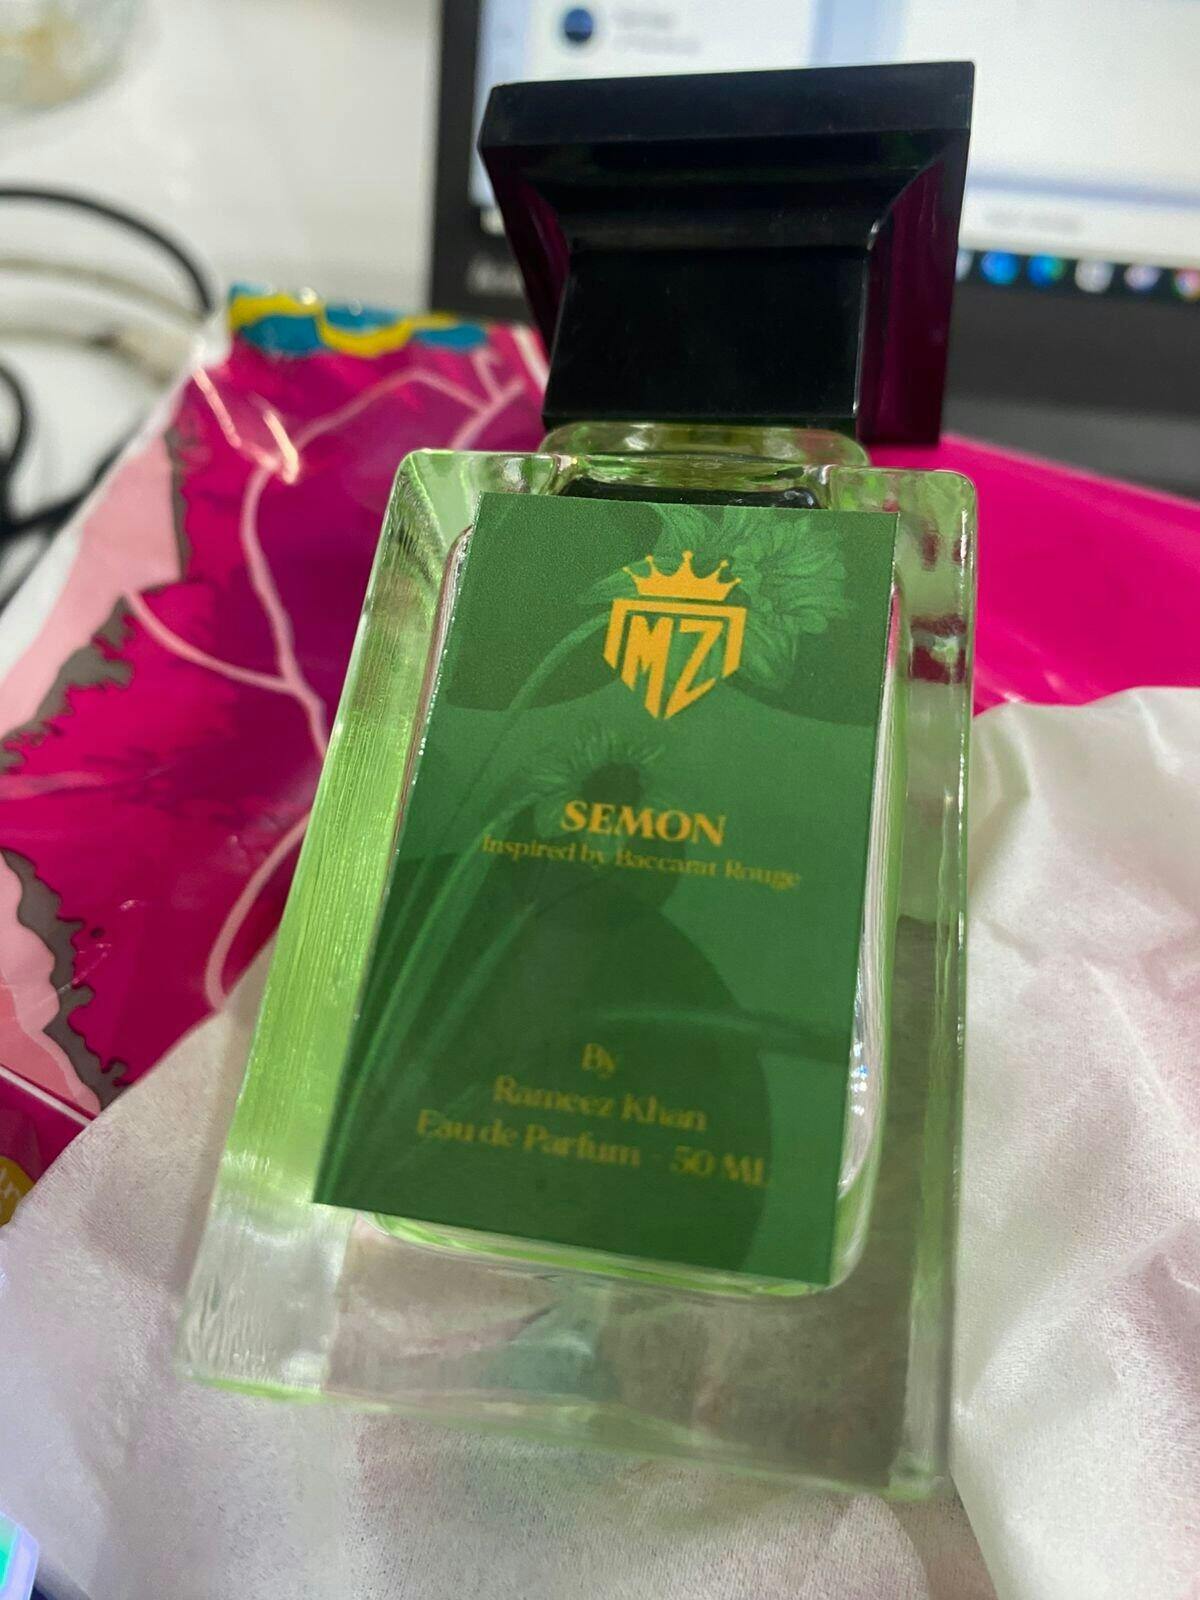 MZ
SEMON
Inspired by Baccarat Rouge
By
Rameez Khan
Eau de Parfum - 50 ML